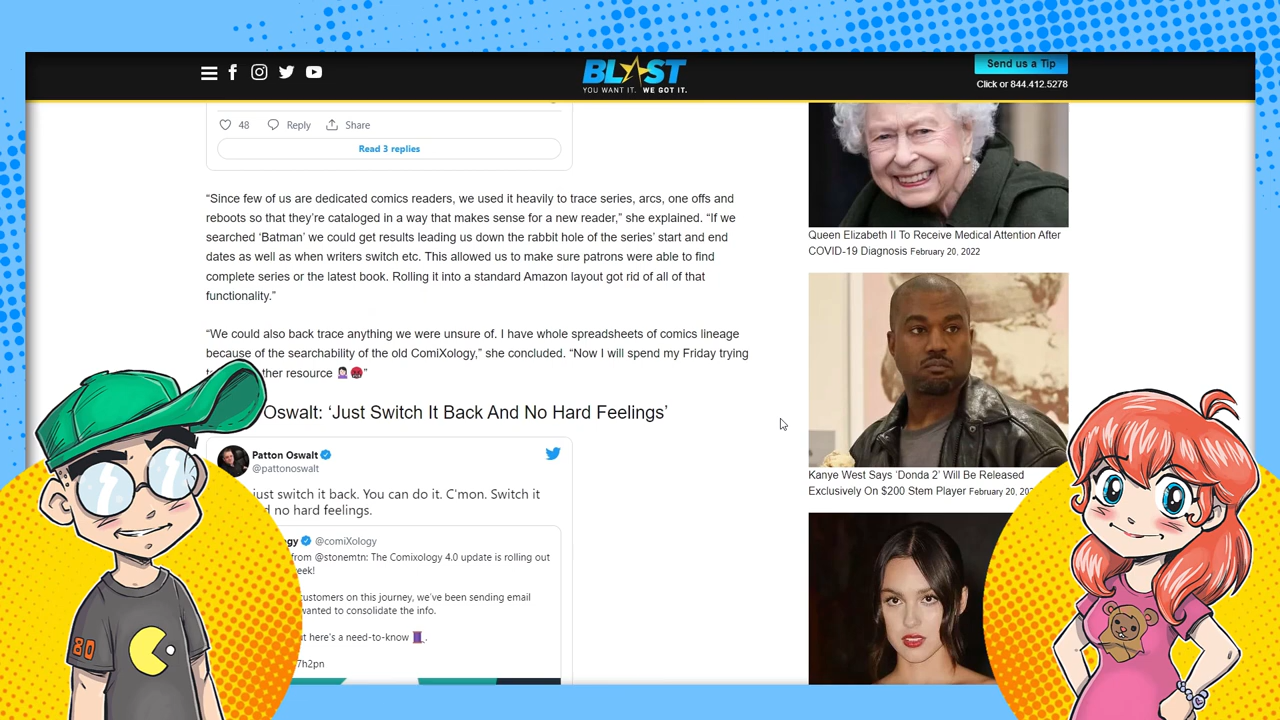 BLAST
YOU WANT IT. WE GOT IT.
Send us a Tip
Click or 844.412.5278
48
Reply
Share
Read 3 replies
“Since few of us are dedicated comics readers, we used it heavily to trace series, arcs, one offs and
reboots so that they’re cataloged in a way that makes sense for a new reader,” she explained. “If we
searched ‘Batman’ we could get results leading us down the rabbit hole of the series’ start and end
dates as well as when writers switch etc. This allowed us to make sure patrons were able to find
complete series or the latest book. Rolling it into a standard Amazon layout got rid of all of that
functionality.”
“We could also back trace anything we were unsure of. I have whole spreadsheets of comics lineage
because of the searchability of the old ComiXology,” she concluded. “Now I will spend my Friday trying
ther resource 🤦🏻‍♀️🤬”
Oswalt: ‘Just Switch It Back And No Hard Feelings’
Patton Oswalt
@pattonoswalt
just switch it back. You can do it. C'mon. Switch it
d no hard feelings.
gy @comiXology
from @stonemtn: The Comixology 4.0 update is rolling out
eek!
ustomers on this journey, we’ve been sending email
wanted to consolidate the info.
ut here's a need-to-know 🧵.
7h2pn
Queen Elizabeth II To Receive Medical Attention After
COVID-19 Diagnosis February 20, 2022
Kanye West Says ‘Donda 2’ Will Be Released
Exclusively On $200 Stem Player February 20, 202
80